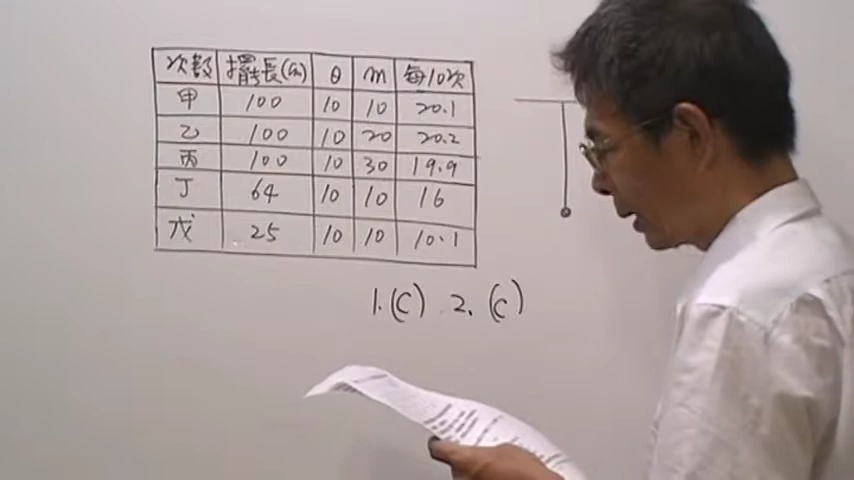 次數 擺長(cm) θ m 每10次
甲 100 10 10 20.1
乙 100 10 20 20.2
丙 100 10 30 19.9
丁 64 10 10 16
戊 25 10 10 10.1
1.(C) 2.(C)